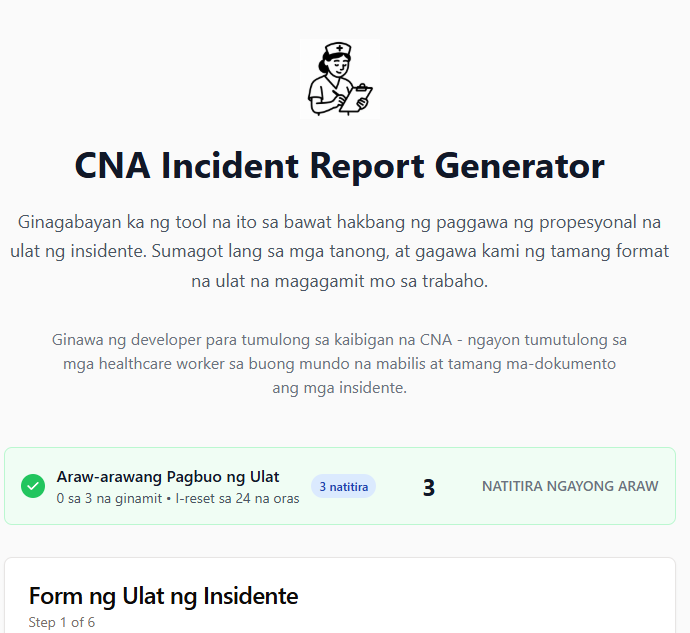 CNA Incident Report Generator
Ginagabayan ka ng tool na ito sa bawat hakbang ng paggawa ng propesyonal na
ulat ng insidente. Sumagot lang sa mga tanong, at gagawa kami ng tamang format
na ulat na magagamit mo sa trabaho.
Ginawa ng developer para tumulong sa kaibigan na CNA - ngayon tumutulong sa
mga healthcare worker sa buong mundo na mabilis at tamang ma-dokumento
ang mga insidente.
Araw-arawang Pagbuo ng Ulat
0 sa 3 na ginamit • I-reset sa 24 na oras
3 natitira
3
NATITIRA NGAYONG ARAW
Form ng Ulat ng Insidente
Step 1 of 6